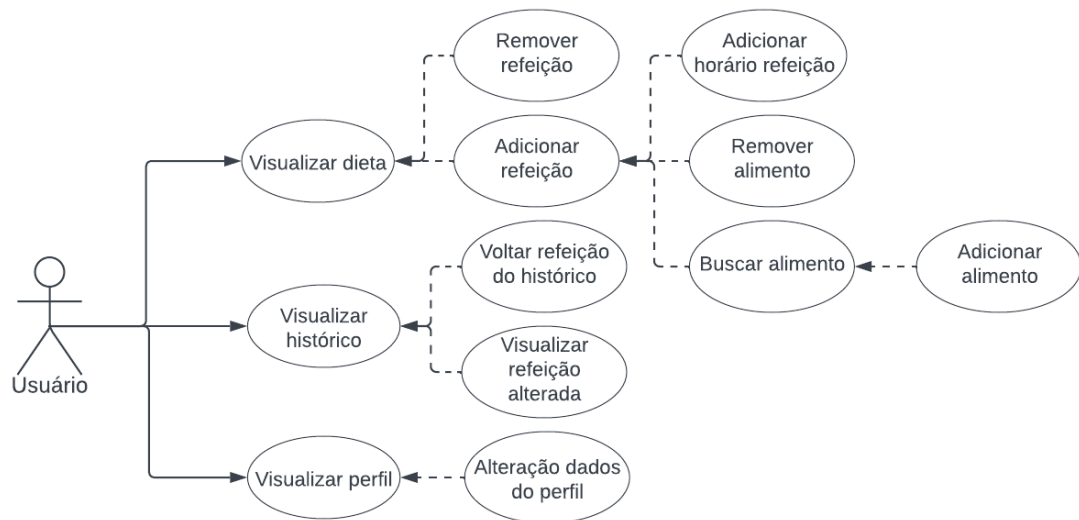 Remover
refeição
Adicionar
horário refeição
Visualizar dieta
Adicionar
refeição
Remover
alimento
Voltar refeição
do histórico
Buscar alimento
Adicionar
alimento
Visualizar
histórico
Visualizar
refeição
alterada
Usuário
Visualizar perfil
Alteração dados
do perfil